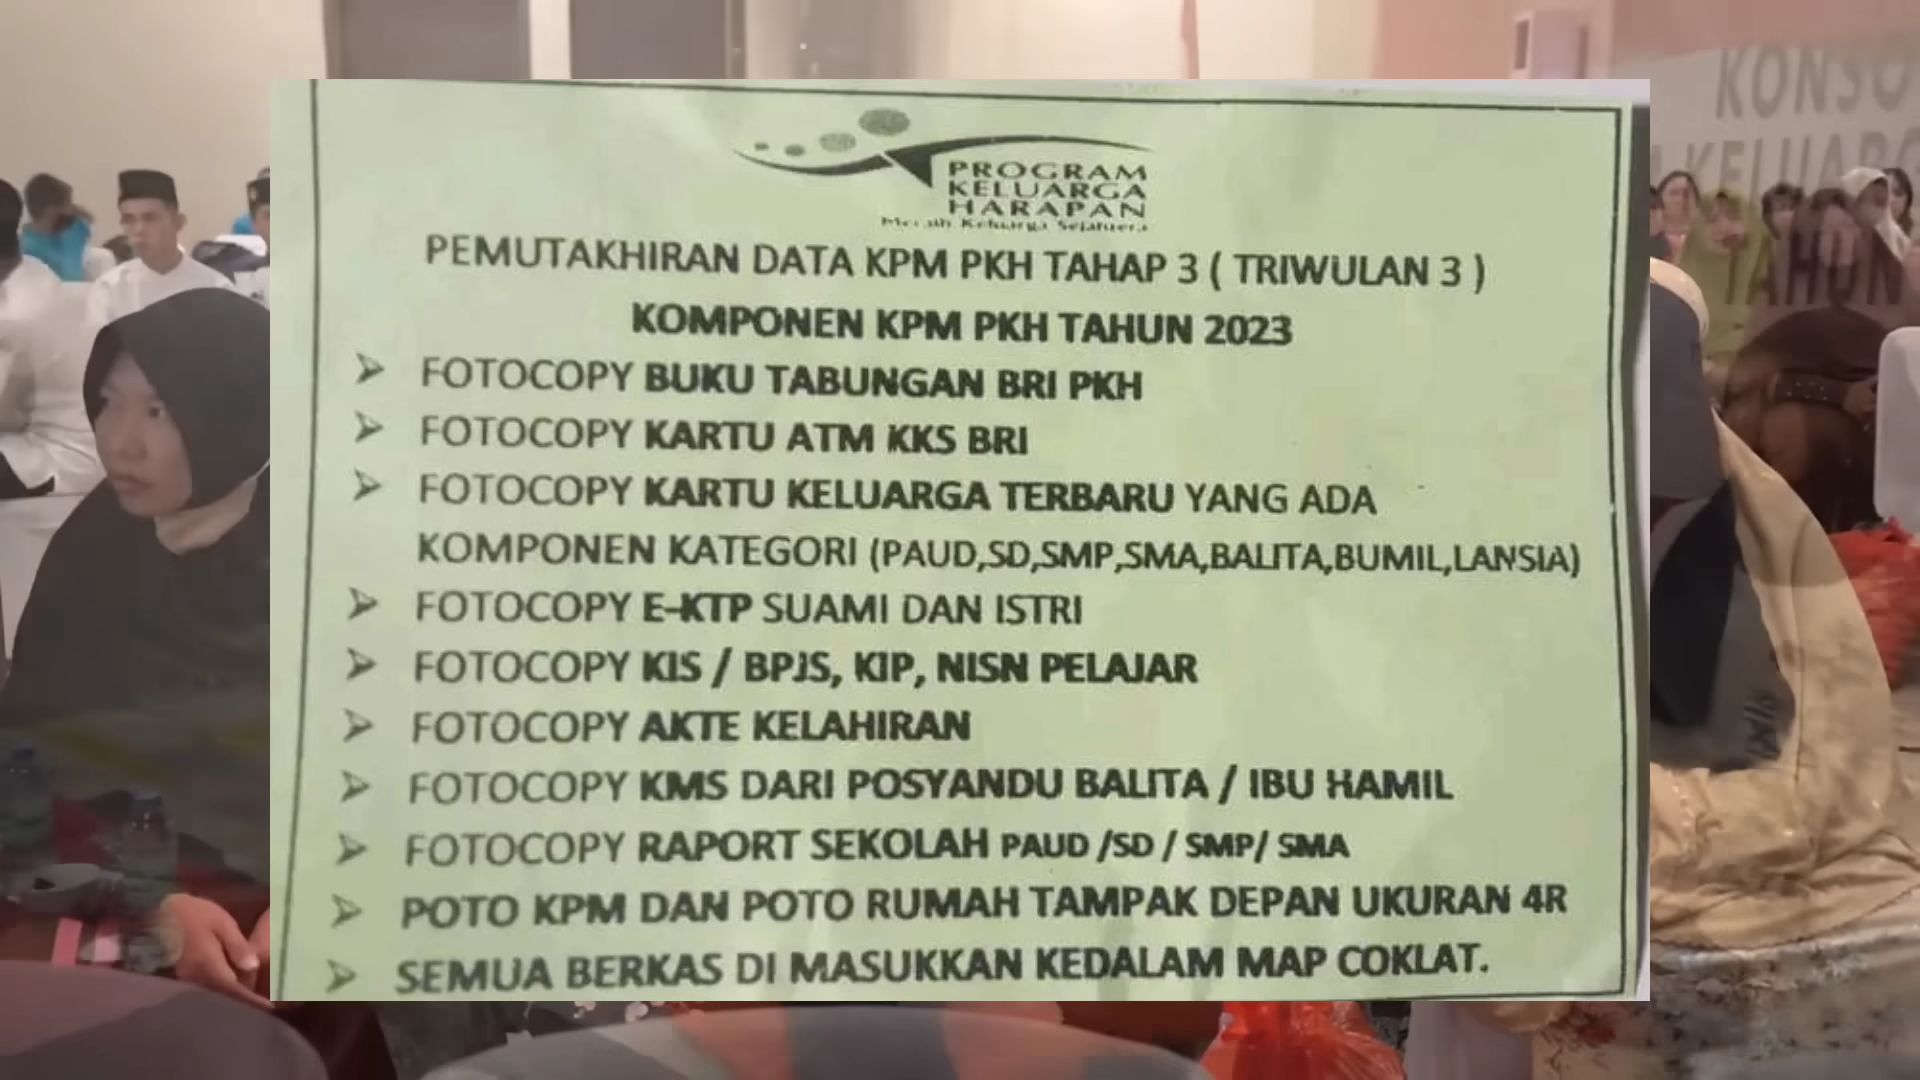 KONSO
KELUARG
TAHUN
PROGRAM
KELUARGA
HARAPAN
Meraih Keluarga Sejahtera
PEMUTAKHIRAN DATA KPM PKH TAHAP 3 ( TRIWULAN 3 )
KOMPONEN KPM PKH TAHUN 2023
➢ FOTOCOPY BUKU TABUNGAN BRI PKH
➢ FOTOCOPY KARTU ATM KKS BRI
➢ FOTOCOPY KARTU KELUARGA TERBARU YANG ADA
KOMPONEN KATEGORI (PAUD,SD,SMP,SMA,BALITA,BUMIL,LANSIA)
➢ FOTOCOPY E-KTP SUAMI DAN ISTRI
➢ FOTOCOPY KIS / BPJS, KIP, NISN PELAJAR
➢ FOTOCOPY AKTE KELAHIRAN
➢ FOTOCOPY KMS DARI POSYANDU BALITA / IBU HAMIL
➢ FOTOCOPY RAPORT SEKOLAH PAUD /SD / SMP/ SMA
➢ POTO KPM DAN POTO RUMAH TAMPAK DEPAN UKURAN 4R
➢ SEMUA BERKAS DI MASUKKAN KEDALAM MAP COKLAT.